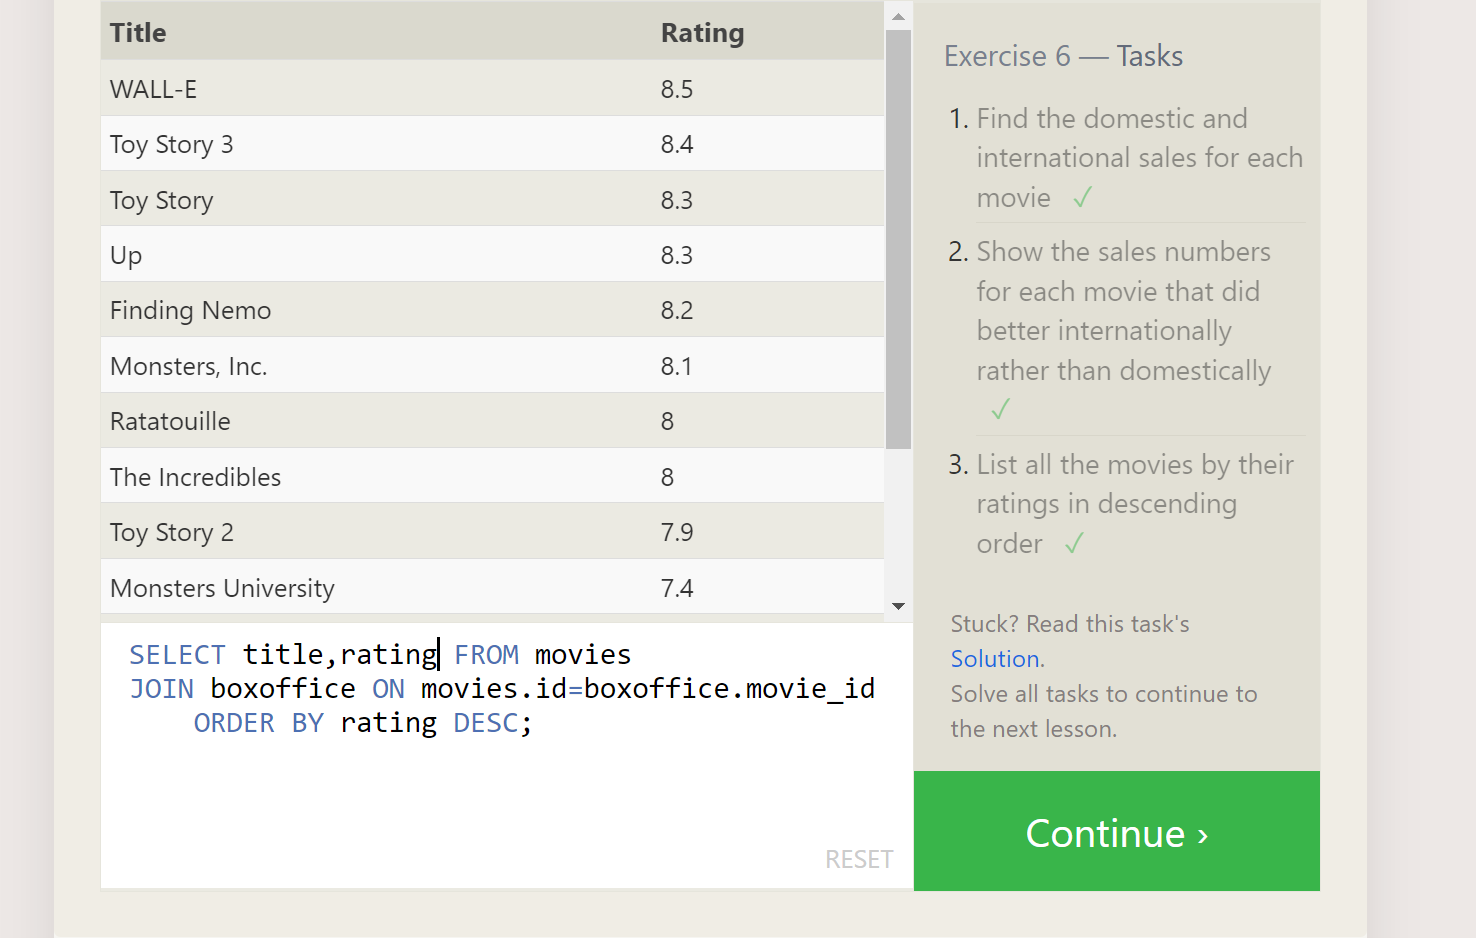 Title Rating
WALL-E 8.5
Toy Story 3 8.4
Toy Story 8.3
Up 8.3
Finding Nemo 8.2
Monsters, Inc. 8.1
Ratatouille 8
The Incredibles 8
Toy Story 2 7.9
Monsters University 7.4
SELECT title,rating FROM movies
JOIN boxoffice ON movies.id=boxoffice.movie_id
ORDER BY rating DESC;
RESET
Exercise 6 — Tasks
1. Find the domestic and
international sales for each
movie ✓
2. Show the sales numbers
for each movie that did
better internationally
rather than domestically
✓
3. List all the movies by their
ratings in descending
order ✓
Stuck? Read this task's
Solution.
Solve all tasks to continue to
the next lesson.
Continue ›